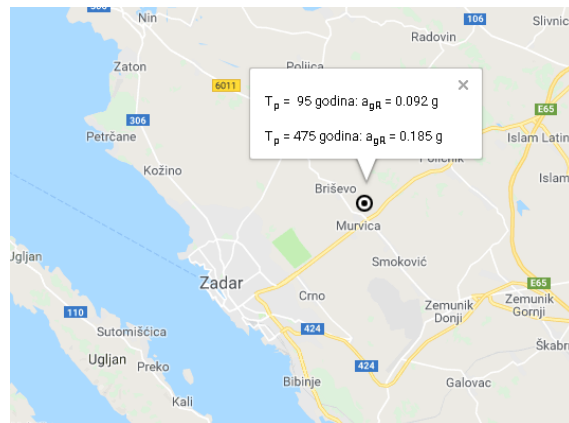 Nin
106
Slivnic
Radovin
Zaton
Poljica
6011
×
T_p = 95 godina: a_gR = 0.092 g
E65
306
T_p = 475 godina: a_gR = 0.185 g
Petrčane
Islam Latin
Poličnik
Kožino
Islam
Briševo
Murvica
Jgljan
Smoković
Zadar
E65
Crno
Zemunik
Donji
Zemunik
Gornji
110
Sutomišćica
424
Škabrn
Ugljan
Preko
424
Bibinje
Galovac
Kali